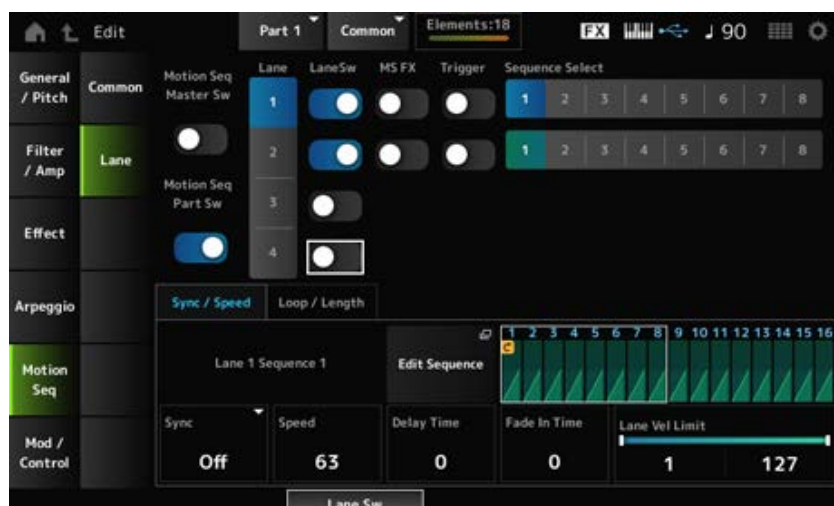 Edit
Part 1
Common
Elements:18
FX
♩ 90
General / Pitch
Filter / Amp
Effect
Arpeggio
Motion Seq
Mod / Control
Common
Lane
Motion Seq Master Sw
Motion Seq Part Sw
Lane LaneSw MS FX Trigger Sequence Select
1 1 2 3 4 5 6 7 8
2 1 2 3 4 5 6 7 8
3
4
Sync / Speed Loop / Length
Lane 1 Sequence 1
Edit Sequence
1 2 3 4 5 6 7 8 9 10 11 12 13 14 15 16
Sync Speed Delay Time Fade In Time Lane Vel Limit
Off 63 0 0 1 127
Lane Sw